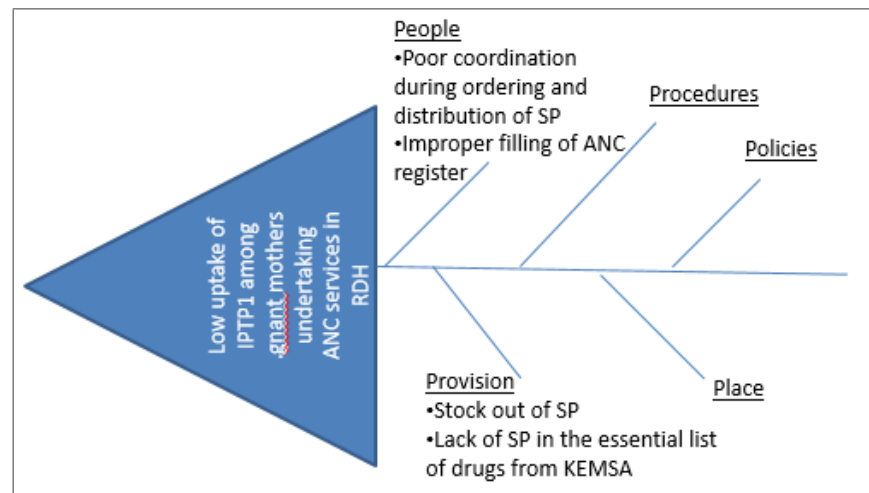 People
•Poor coordination
during ordering and
distribution of SP
•Improper filling of ANC
register
Procedures
Policies
Low uptake of
IPTP1 among
.gnant mothers
undertaking
ANC services in
RDH
Provision
•Stock out of SP
•Lack of SP in the essential list
of drugs from KEMSA
Place